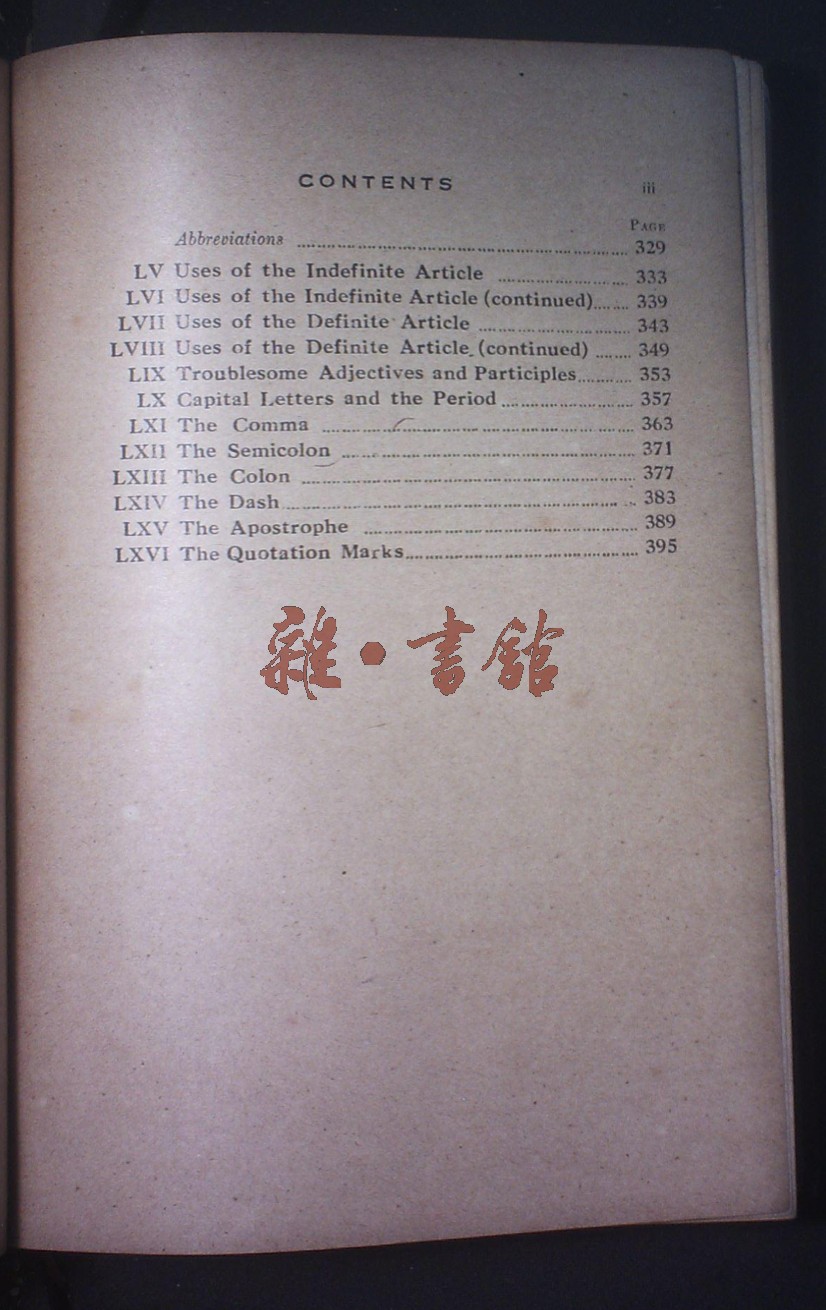 CONTENTS iii
PAGE
Abbreviations 329
LV Uses of the Indefinite Article 333
LVI Uses of the Indefinite Article (continued) 339
LVII Uses of the Definite Article 343
LVIII Uses of the Definite Article (continued) 349
LIX Troublesome Adjectives and Participles 353
LX Capital Letters and the Period 357
LXI The Comma 363
LXII The Semicolon 371
LXIII The Colon 377
LXIV The Dash 383
LXV The Apostrophe 389
LXVI The Quotation Marks 395
雜·書館